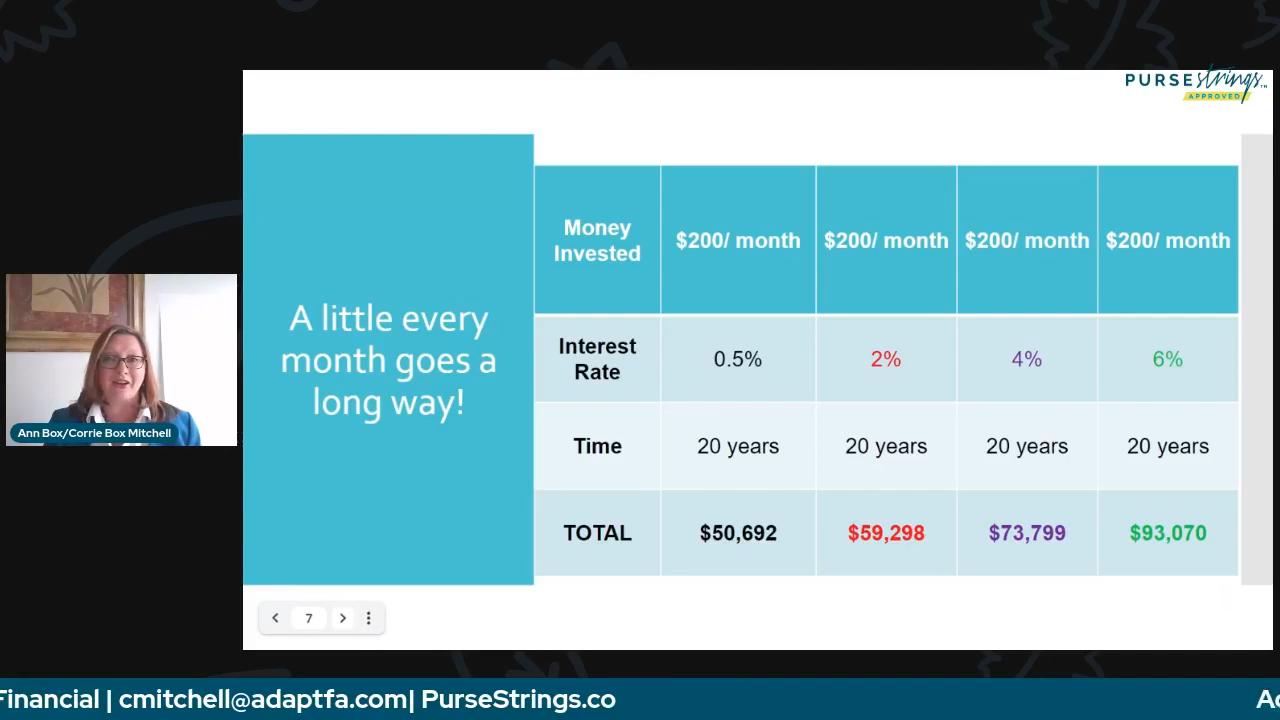 PURSEstrings™
APPROVED
A little every
month goes a
long way!
Money Invested | $200/ month | $200/ month | $200/ month | $200/ month
Interest Rate | 0.5% | 2% | 4% | 6%
Time | 20 years | 20 years | 20 years | 20 years
TOTAL | $50,692 | $59,298 | $73,799 | $93,070
Ann Box/Corrie Box Mitchell
7
Financial | cmitchell@adaptfa.com| PurseStrings.co